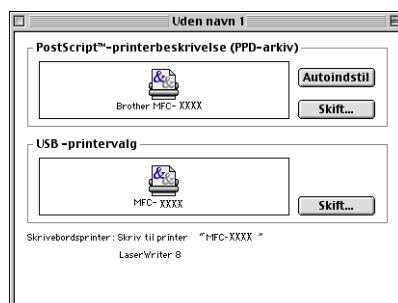 Uden navn 1
PostScript™-printerbeskrivelse (PPD-arkiv)
Autoindstil
Brother MFC- XXXX
Skift...
USB -printervalg
MFC- XXXX
Skift...
Skrivebordsprinter: Skriv til printer “MFC-XXXX ”
LaserWriter 8